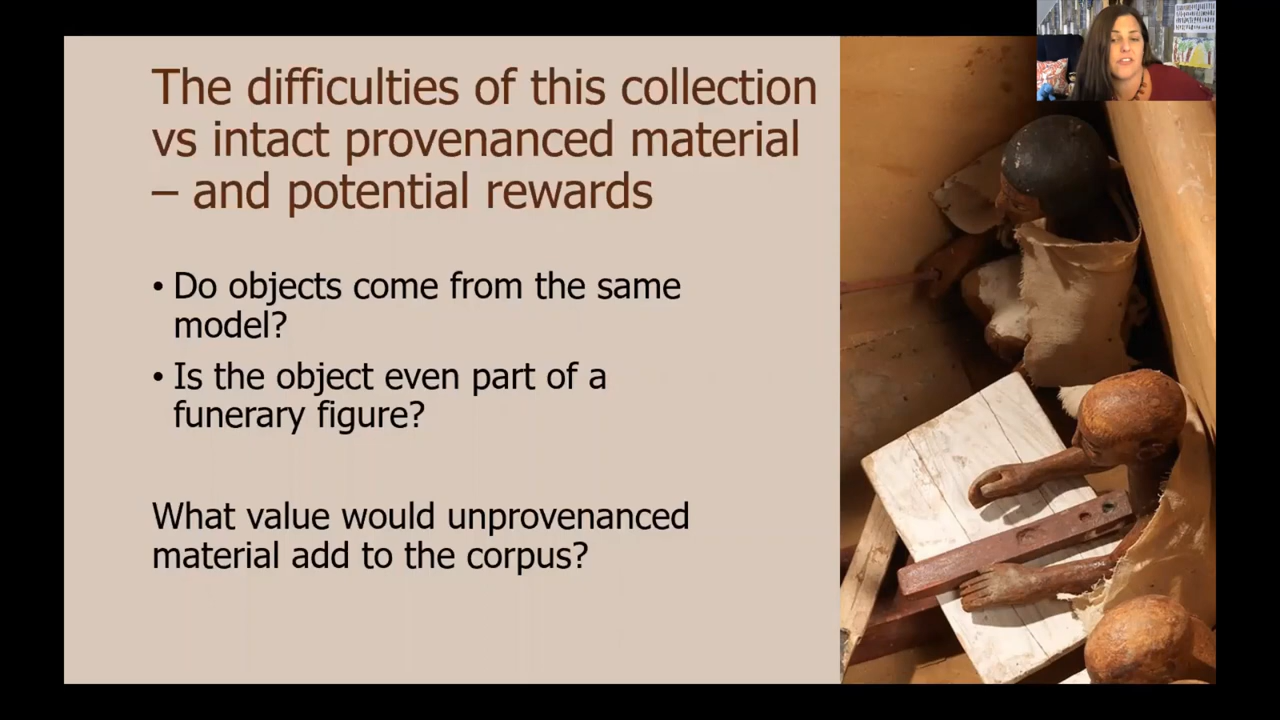 The difficulties of this collection
vs intact provenanced material
– and potential rewards
• Do objects come from the same
model?
• Is the object even part of a
funerary figure?
What value would unprovenanced
material add to the corpus?